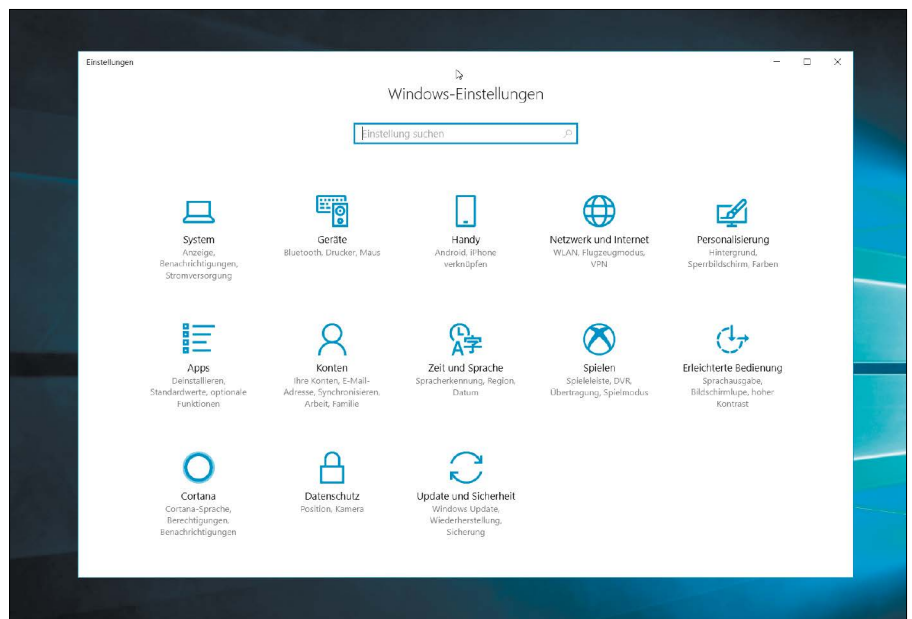 Einstellungen
Windows-Einstellungen
Einstellung suchen
System
Anzeige,
Benachrichtigungen,
Stromversorgung
Geräte
Bluetooth, Drucker, Maus
Handy
Android, iPhone
verknüpfen
Netzwerk und Internet
WLAN, Flugzeugmodus,
VPN
Personalisierung
Hintergrund,
Sperrbildschirm, Farben
Apps
Deinstallieren,
Standardwerte, optionale
Funktionen
Konten
Ihre Konten, E-Mail-
Adresse, Synchronisieren,
Arbeit, Familie
Zeit und Sprache
Spracherkennung, Region,
Datum
Spielen
Spieleleiste, DVR,
Übertragung, Spielmodus
Erleichterte Bedienung
Sprachausgabe,
Bildschirmlupe, hoher
Kontrast
Cortana
Cortana-Sprache,
Berechtigungen,
Benachrichtigungen
Datenschutz
Position, Kamera
Update und Sicherheit
Windows Update,
Wiederherstellung,
Sicherung